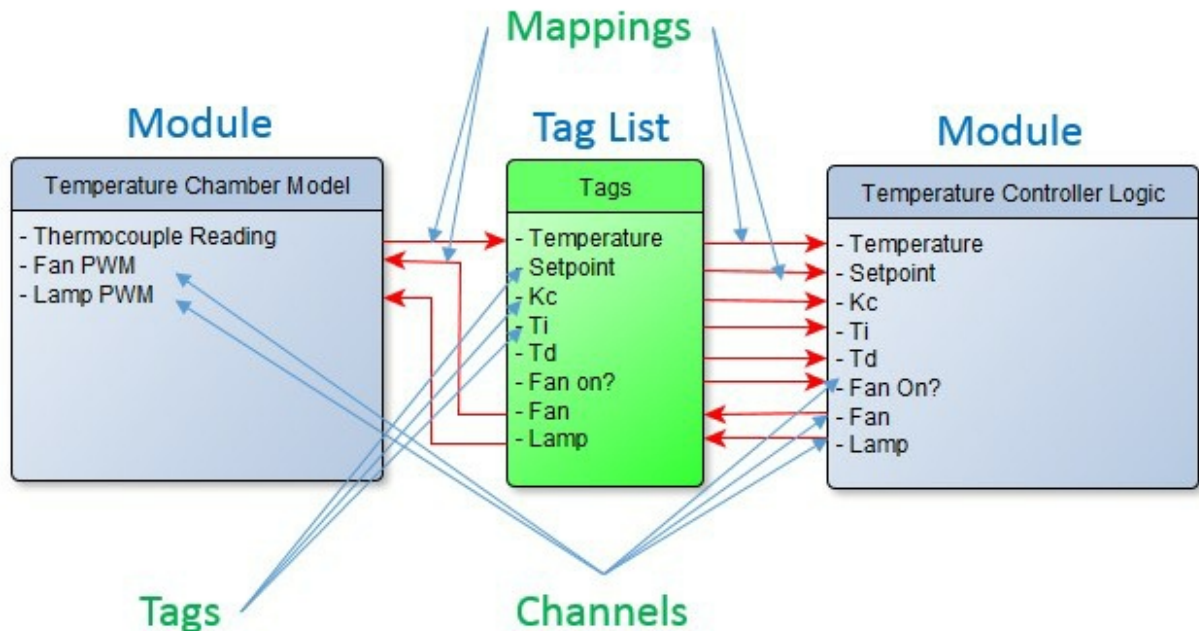 Mappings
Module
Tag List
Module
Temperature Chamber Model
- Thermocouple Reading
- Fan PWM
- Lamp PWM
Tags
- Temperature
- Setpoint
- Kc
- Ti
- Td
- Fan on?
- Fan
- Lamp
Temperature Controller Logic
- Temperature
- Setpoint
- Kc
- Ti
- Td
- Fan On?
- Fan
- Lamp
Tags
Channels